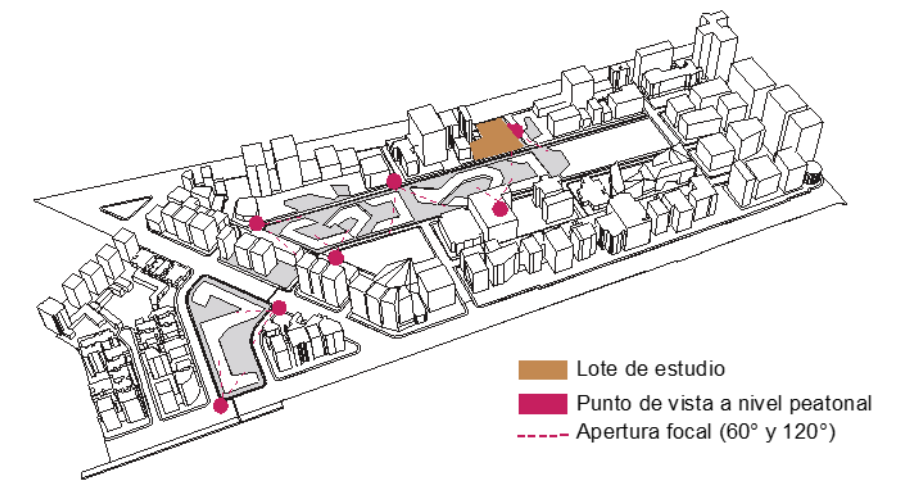 Lote de estudio
Punto de vista a nivel peatonal
Apertura focal (60° y 120°)